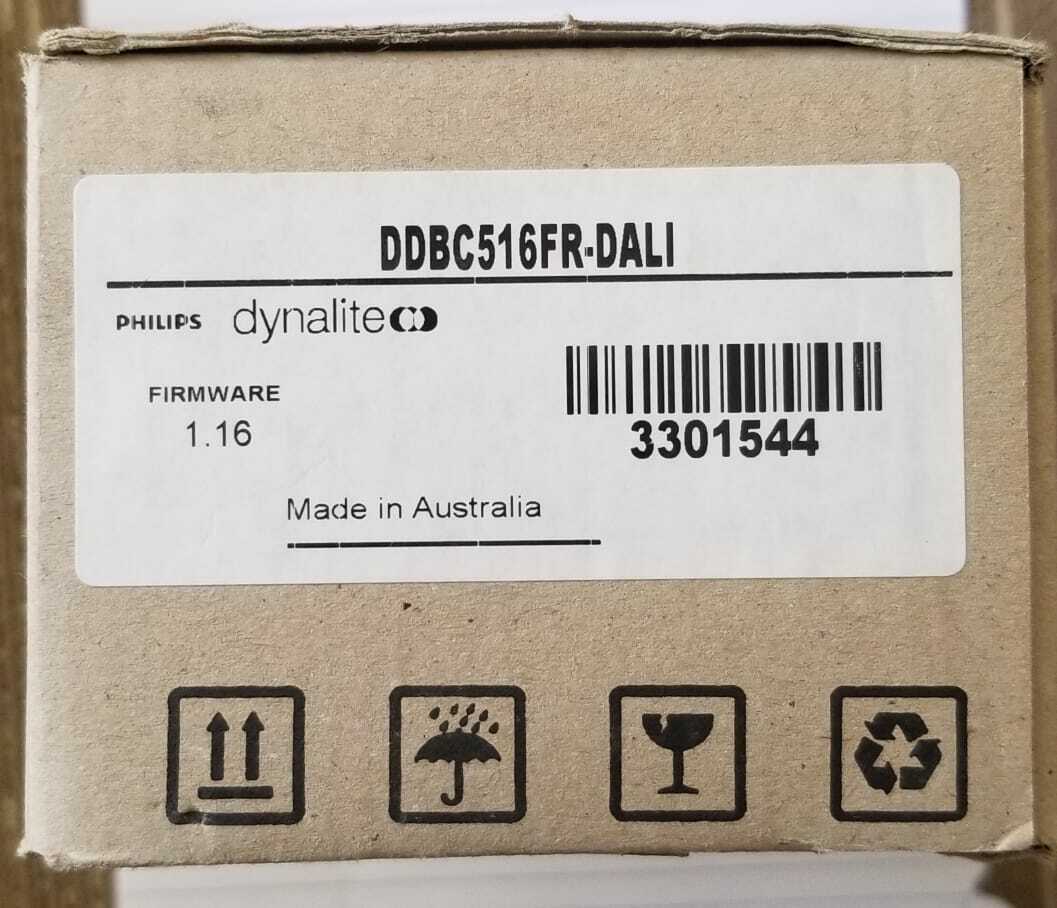 DDBC516FR-DALI
PHILIPS dynalite
FIRMWARE
1.16
3301544
Made in Australia